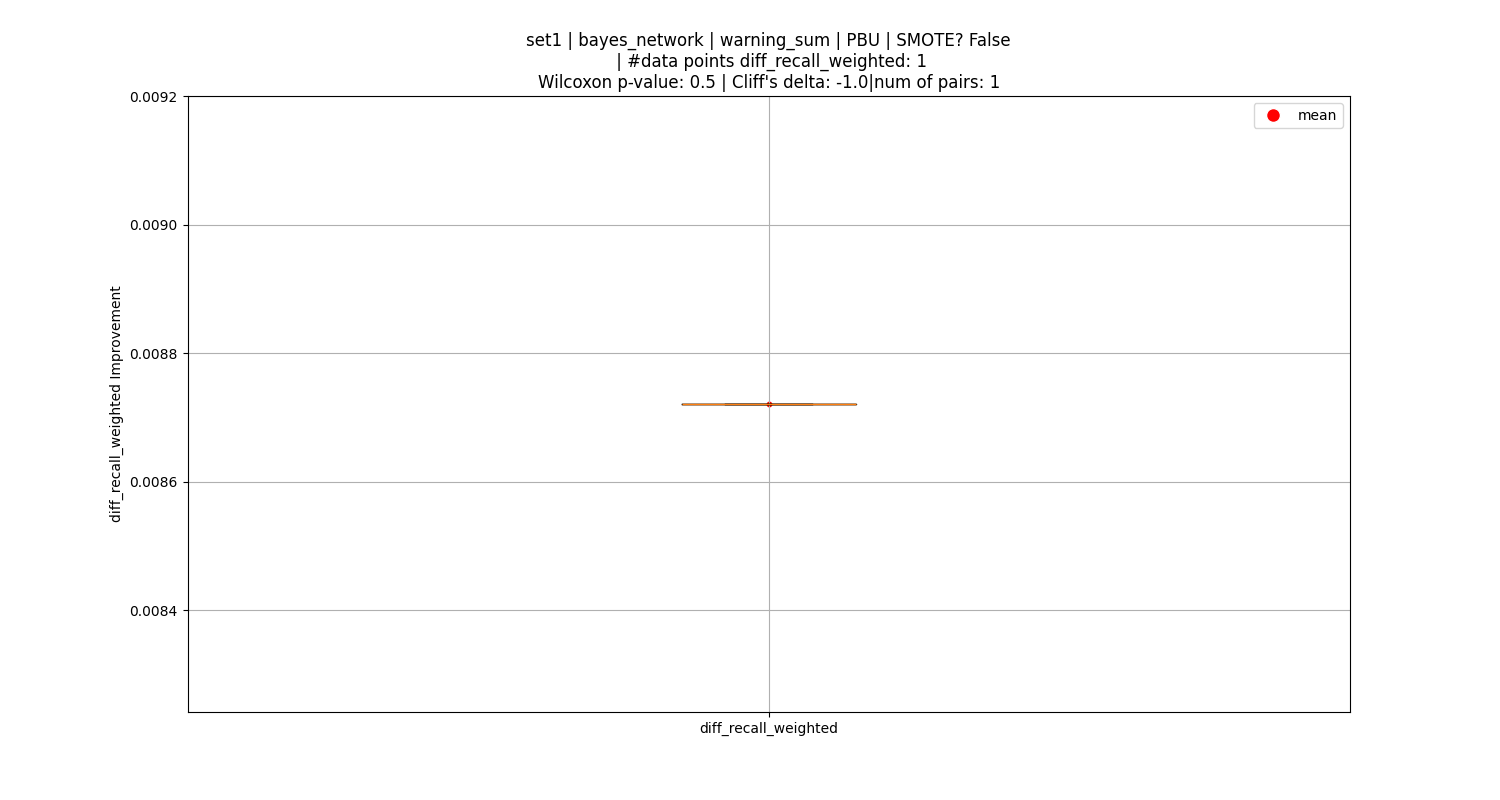 set1 | bayes_network | warning_sum | PBU | SMOTE? False
| #data points diff_recall_weighted: 1
Wilcoxon p-value: 0.5 | Cliff's delta: -1.0|num of pairs: 1
mean
0.0092
0.0090
0.0088
0.0086
0.0084
diff_recall_weighted Improvement
diff_recall_weighted